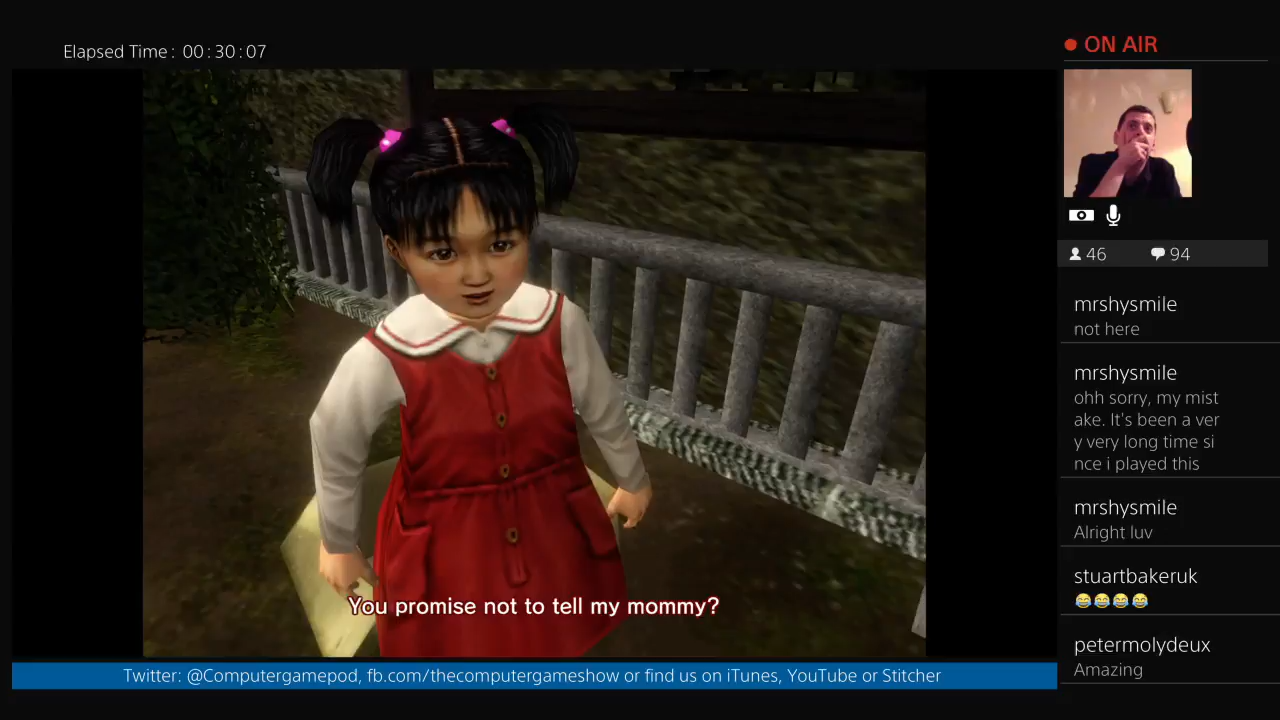 Elapsed Time: 00:30:07
ON AIR
46 94
mrshysmile
not here
mrshysmile
ohh sorry, my mist
ake. It's been a ver
y very long time si
nce i played this
mrshysmile
Alright luv
stuartbakeruk
😂😂😂😂
petermolydeux
Amazing
You promise not to tell my mommy?
Twitter: @Computergamepod, fb.com/thecomputergameshow or find us on iTunes, YouTube or Stitcher